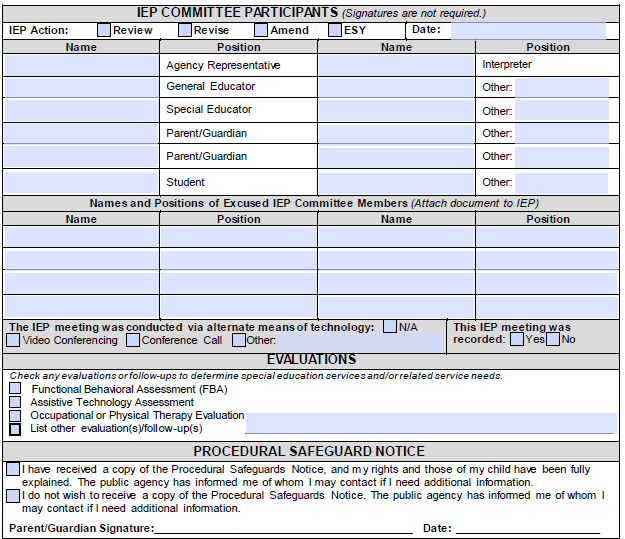 IEP COMMITTEE PARTICIPANTS (Signatures are not required.)
IEP Action: Review Revise Amend ESY Date:
Name Position Name Position
Agency Representative Interpreter
General Educator Other:
Special Educator Other:
Parent/Guardian Other:
Parent/Guardian Other:
Student Other:
Names and Positions of Excused IEP Committee Members (Attach document to IEP)
Name Position Name Position
The IEP meeting was conducted via alternate means of technology: N/A
Video Conferencing Conference Call Other:
This IEP meeting was
recorded: Yes No
EVALUATIONS
Check any evaluations or follow-ups to determine special education services and/or related service needs.
Functional Behavioral Assessment (FBA)
Assistive Technology Assessment
Occupational or Physical Therapy Evaluation
List other evaluation(s)/follow-up(s)
PROCEDURAL SAFEGUARD NOTICE
I have received a copy of the Procedural Safeguards Notice, and my rights and those of my child have been fully
explained. The public agency has informed me of whom I may contact if I need additional information.
I do not wish to receive a copy of the Procedural Safeguards Notice. The public agency has informed me of whom I
may contact if I need additional information.
Parent/Guardian Signature: Date: